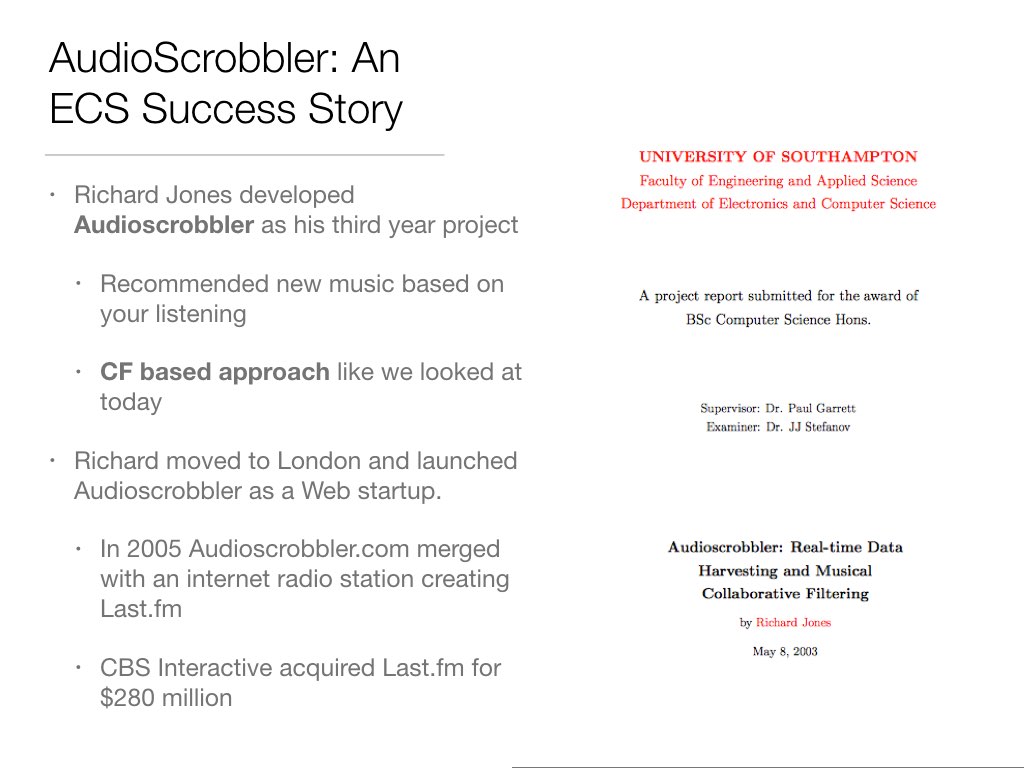 AudioScrobbler: An
ECS Success Story
• Richard Jones developed
Audioscrobbler as his third year project
• Recommended new music based on
your listening
• CF based approach like we looked at
today
• Richard moved to London and launched
Audioscrobbler as a Web startup.
• In 2005 Audioscrobbler.com merged
with an internet radio station creating
Last.fm
• CBS Interactive acquired Last.fm for
$280 million
UNIVERSITY OF SOUTHAMPTON
Faculty of Engineering and Applied Science
Department of Electronics and Computer Science
A project report submitted for the award of
BSc Computer Science Hons.
Supervisor: Dr. Paul Garrett
Examiner: Dr. JJ Stefanov
Audioscrobbler: Real-time Data
Harvesting and Musical
Collaborative Filtering
by Richard Jones
May 8, 2003